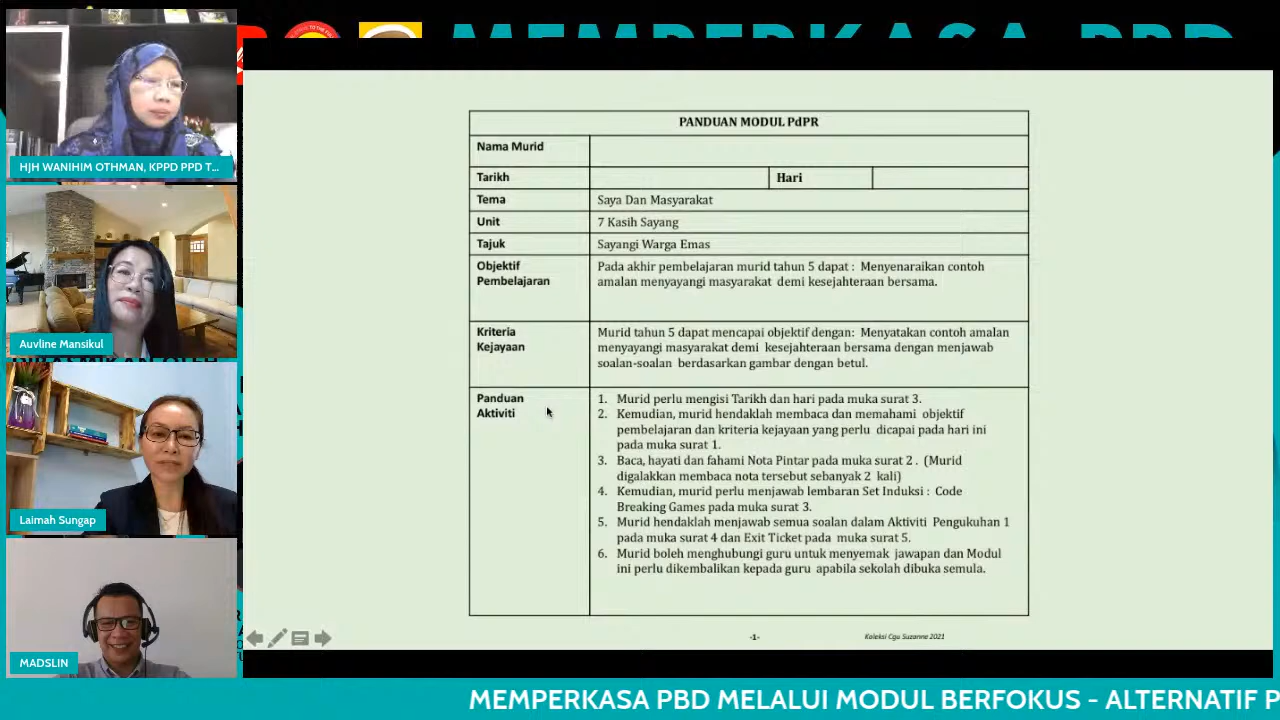 MEMPERKASA PBD
HJH WANIHIM OTHMAN, KPPD PPD T...
Auvline Mansikul
Laimah Sungap
MADSLIN
PANDUAN MODUL PdPR
Nama Murid
Tarikh
Hari
Tema
Saya Dan Masyarakat
Unit
7 Kasih Sayang
Tajuk
Sayangi Warga Emas
Objektif
Pembelajaran
Pada akhir pembelajaran murid tahun 5 dapat : Menyenaraikan contoh
amalan menyayangi masyarakat demi kesejahteraan bersama.
Kriteria
Kejayaan
Murid tahun 5 dapat mencapai objektif dengan: Menyatakan contoh amalan
menyayangi masyarakat demi kesejahteraan bersama dengan menjawab
soalan-soalan berdasarkan gambar dengan betul.
Panduan
Aktiviti
1. Murid perlu mengisi Tarikh dan hari pada muka surat 3.
2. Kemudian, murid hendaklah membaca dan memahami objektif
pembelajaran dan kriteria kejayaan yang perlu dicapai pada hari ini
pada muka surat 1.
3. Baca, hayati dan fahami Nota Pintar pada muka surat 2 . (Murid
digalakkan membaca nota tersebut sebanyak 2 kali)
4. Kemudian, murid perlu menjawab lembaran Set Induksi : Code
Breaking Games pada muka surat 3.
5. Murid hendaklah menjawab semua soalan dalam Aktiviti Pengukuhan 1
pada muka surat 4 dan Exit Ticket pada muka surat 5.
6. Murid boleh menghubungi guru untuk menyemak jawapan dan Modul
ini perlu dikembalikan kepada guru apabila sekolah dibuka semula.
-1-
Koleksi Cgu Suzanne 2021
MEMPERKASA PBD MELALUI MODUL BERFOKUS - ALTERNATIF P